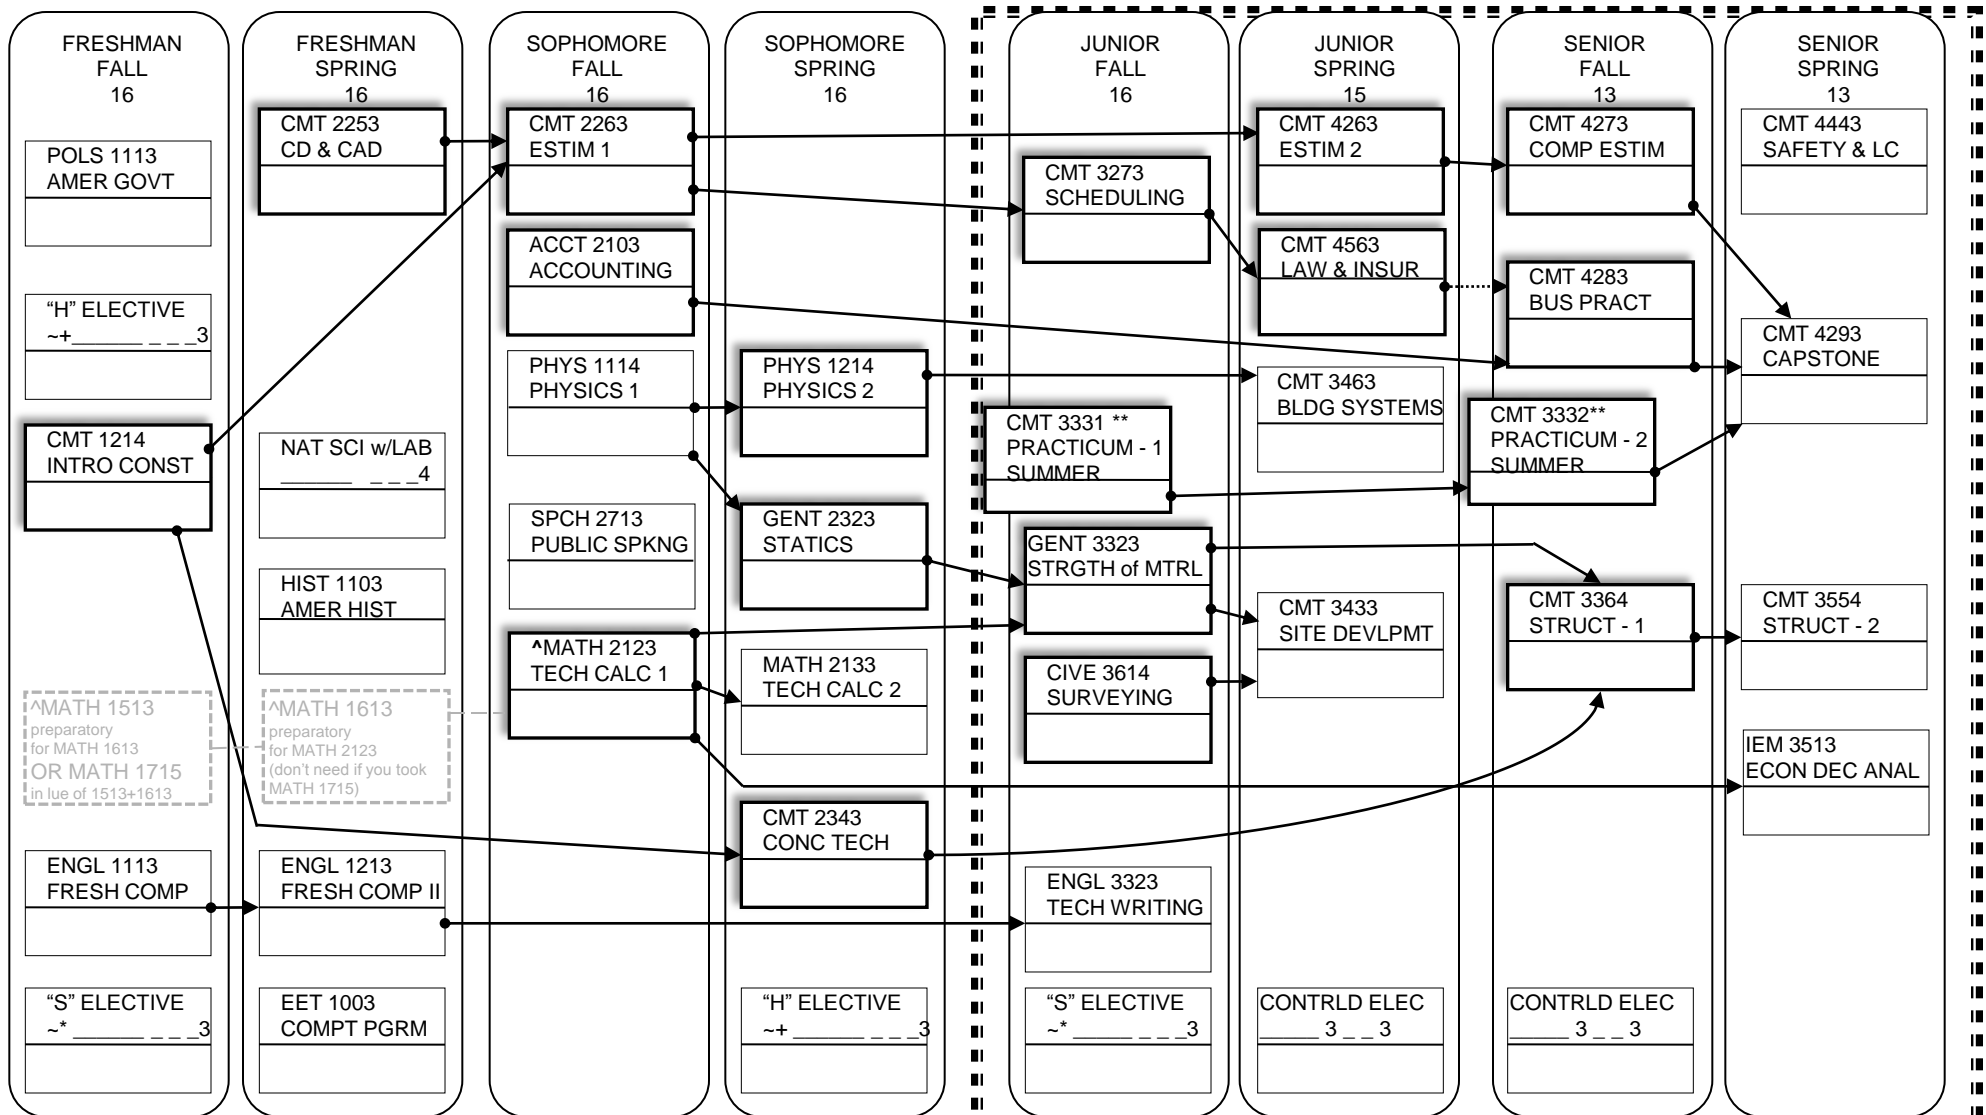 FRESHMAN
FALL
16
POLS 1113
AMER GOVT
“H” ELECTIVE
~+______ _ _ _3
CMT 1214
INTRO CONST
^MATH 1513
preparatory
for MATH 1613
OR MATH 1715
in lue of 1513+1613
ENGL 1113
FRESH COMP
“S” ELECTIVE
~* ______ _ _ _3
FRESHMAN
SPRING
16
CMT 2253
CD & CAD
NAT SCI w/LAB
______ _ _ _4
HIST 1103
AMER HIST
^MATH 1613
preparatory
for MATH 2123
(don’t need if you took
MATH 1715)
ENGL 1213
FRESH COMP II
EET 1003
COMPT PGRM
SOPHOMORE
FALL
16
CMT 2263
ESTIM 1
ACCT 2103
ACCOUNTING
PHYS 1114
PHYSICS 1
SPCH 2713
PUBLIC SPKNG
^MATH 2123
TECH CALC 1
SOPHOMORE
SPRING
16
PHYS 1214
PHYSICS 2
GENT 2323
STATICS
MATH 2133
TECH CALC 2
CMT 2343
CONC TECH
“H” ELECTIVE
~+ ______ _ _ _3
JUNIOR
FALL
16
CMT 3273
SCHEDULING
CMT 3331 **
PRACTICUM - 1
SUMMER
GENT 3323
STRGTH of MTRL
CIVE 3614
SURVEYING
ENGL 3323
TECH WRITING
“S” ELECTIVE
~* _____ _ _ _3
JUNIOR
SPRING
15
CMT 4263
ESTIM 2
CMT 4563
LAW & INSUR
CMT 3463
BLDG SYSTEMS
CMT 3433
SITE DEVLPMT
CONTRLD ELEC
_____ 3 _ _ 3
SENIOR
FALL
13
CMT 4273
COMP ESTIM
CMT 4283
BUS PRACT
CMT 3332**
PRACTICUM - 2
SUMMER
CMT 3364
STRUCT - 1
CONTRLD ELEC
_____ 3 _ _ 3
SENIOR
SPRING
13
CMT 4443
SAFETY & LC
CMT 4293
CAPSTONE
CMT 3554
STRUCT - 2
IEM 3513
ECON DEC ANAL